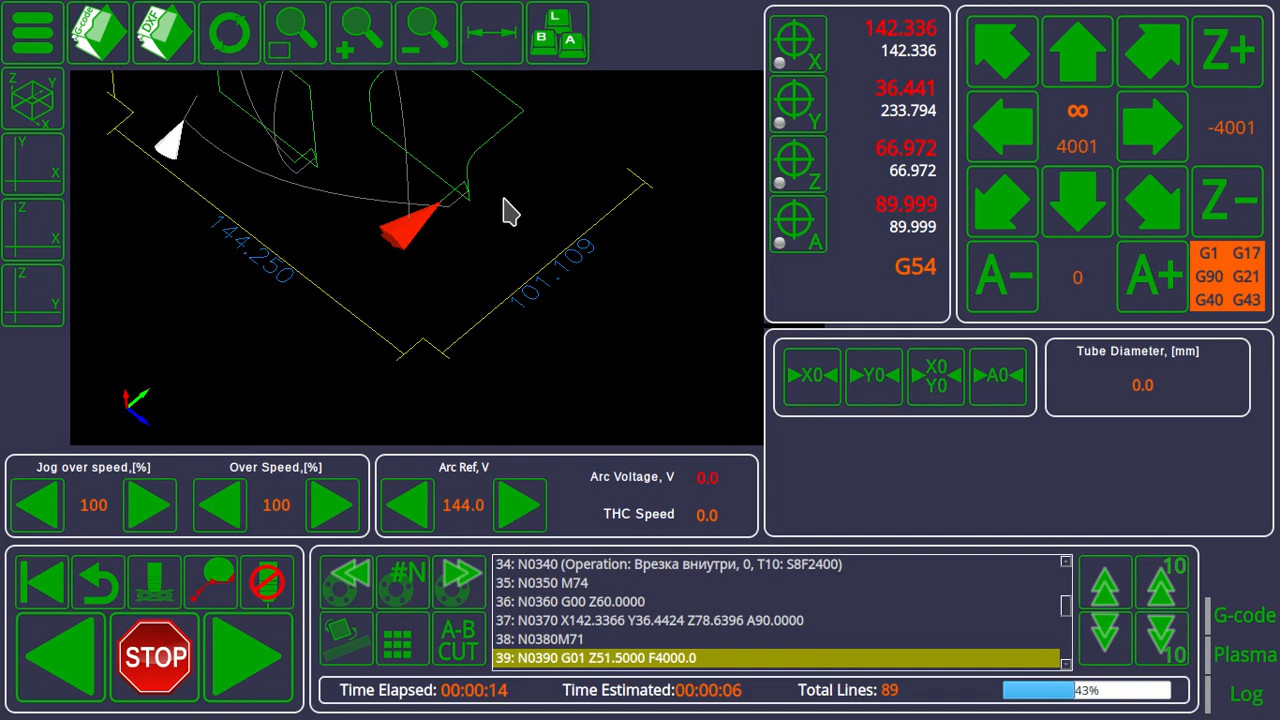 G-code
DXF
L
B
A
Z
X
Y
X
Z
X
Z
Y
144.250
101.109
X
142.336
142.336
Y
36.441
233.794
Z
66.972
66.972
A
89.999
89.999
G54
Z+
∞
4001
-4001
Z-
A-
0
A+
G1 G17
G90 G21
G40 G43
X0
Y0
X0
Y0
A0
Tube Diameter, [mm]
0.0
Jog over speed,[%]
100
Over Speed,[%]
100
Arc Ref, V
144.0
Arc Voltage, V 0.0
THC Speed 0.0
STOP
#N
A-B
CUT
34: N0340 (Operation: Врезка вниутри, 0, T10: S8F2400)
35: N0350 M74
36: N0360 G00 Z60.0000
37: N0370 X142.3366 Y36.4424 Z78.6396 A90.0000
38: N0380M71
39: N0390 G01 Z51.5000 F4000.0
10
10
Time Elapsed: 00:00:14 Time Estimated:00:00:06 Total Lines: 89 43%
G-code
Plasma
Log